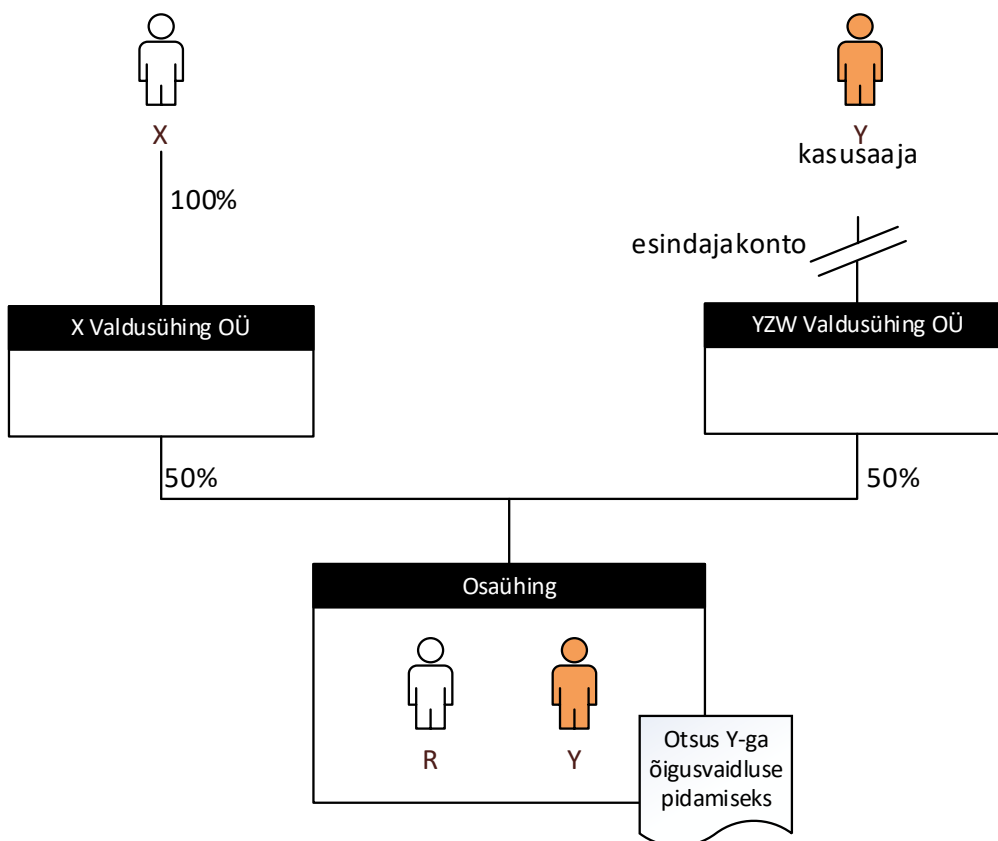 X
Y
kasusaaja
100%
esindajakonto
X Valdusühing OÜ
YZW Valdusühing OÜ
50%
50%
Osaühing
R
Y
Otsus Y-ga
õigusvaidluse
pidamiseks